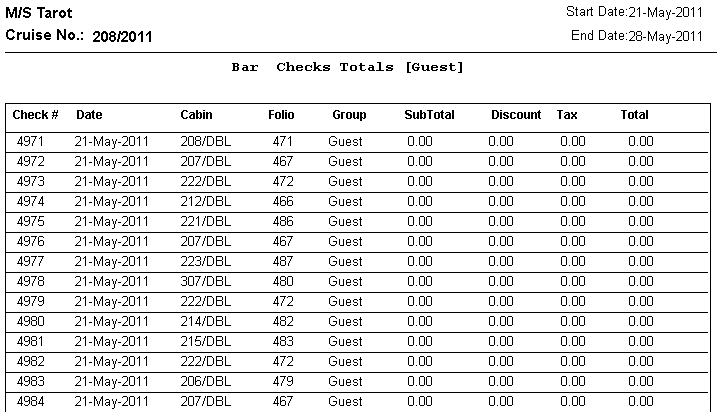 M/S Tarot Start Date:21-May-2011
Cruise No.: 208/2011 End Date:28-May-2011
Bar Checks Totals [Guest]
Check # Date Cabin Folio Group SubTotal Discount Tax Total
4971 21-May-2011 208/DBL 471 Guest 0.00 0.00 0.00 0.00
4972 21-May-2011 207/DBL 467 Guest 0.00 0.00 0.00 0.00
4973 21-May-2011 222/DBL 472 Guest 0.00 0.00 0.00 0.00
4974 21-May-2011 212/DBL 466 Guest 0.00 0.00 0.00 0.00
4975 21-May-2011 221/DBL 486 Guest 0.00 0.00 0.00 0.00
4976 21-May-2011 207/DBL 467 Guest 0.00 0.00 0.00 0.00
4977 21-May-2011 223/DBL 487 Guest 0.00 0.00 0.00 0.00
4978 21-May-2011 307/DBL 480 Guest 0.00 0.00 0.00 0.00
4979 21-May-2011 222/DBL 472 Guest 0.00 0.00 0.00 0.00
4980 21-May-2011 214/DBL 482 Guest 0.00 0.00 0.00 0.00
4981 21-May-2011 215/DBL 483 Guest 0.00 0.00 0.00 0.00
4982 21-May-2011 222/DBL 472 Guest 0.00 0.00 0.00 0.00
4983 21-May-2011 206/DBL 479 Guest 0.00 0.00 0.00 0.00
4984 21-May-2011 207/DBL 467 Guest 0.00 0.00 0.00 0.00